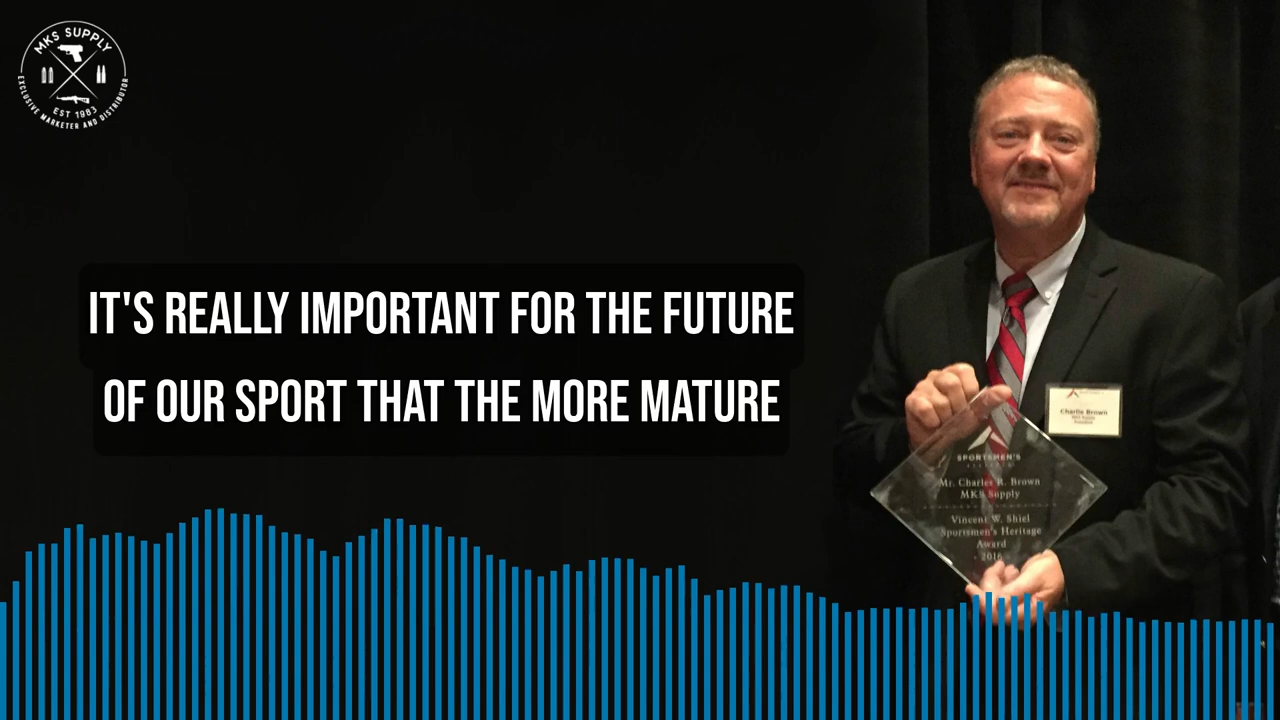 MKS SUPPLY
EST 1983
EXCLUSIVE MARKETER AND DISTRIBUTOR
IT'S REALLY IMPORTANT FOR THE FUTURE
OF OUR SPORT THAT THE MORE MATURE
Charlie Brown
SPORTSMEN'S
Mr. Charles R. Brown
MKS Supply
Vincent W. Shiel
Sportsmen's Heritage
Award
- 2016 -